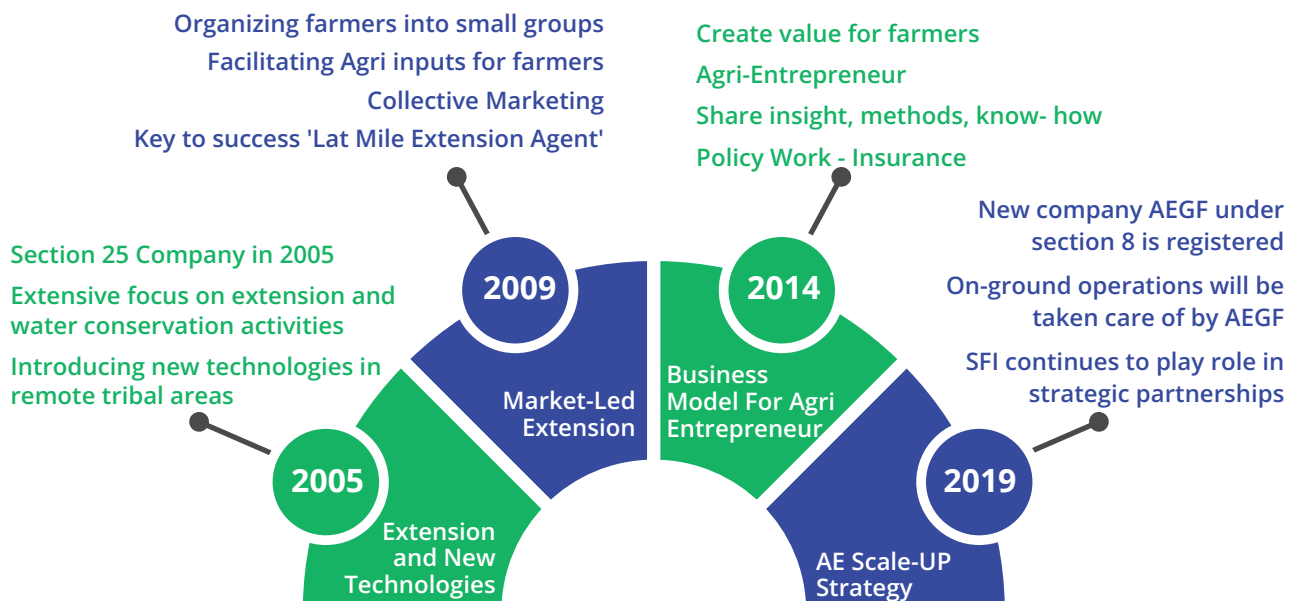 Organizing farmers into small groups
Facilitating Agri inputs for farmers
Collective Marketing
Key to success 'Lat Mile Extension Agent'
Create value for farmers
Agri-Entrepreneur
Share insight, methods, know- how
Policy Work - Insurance
Section 25 Company in 2005
Extensive focus on extension and
water conservation activities
Introducing new technologies in
remote tribal areas
New company AEGF under
section 8 is registered
On-ground operations will be
taken care of by AEGF
SFI continues to play role in
strategic partnerships
2005
Extension
and New
Technologies
2009
Market-Led
Extension
2014
Business
Model For Agri
Entrepreneur
2019
AE Scale-UP
Strategy